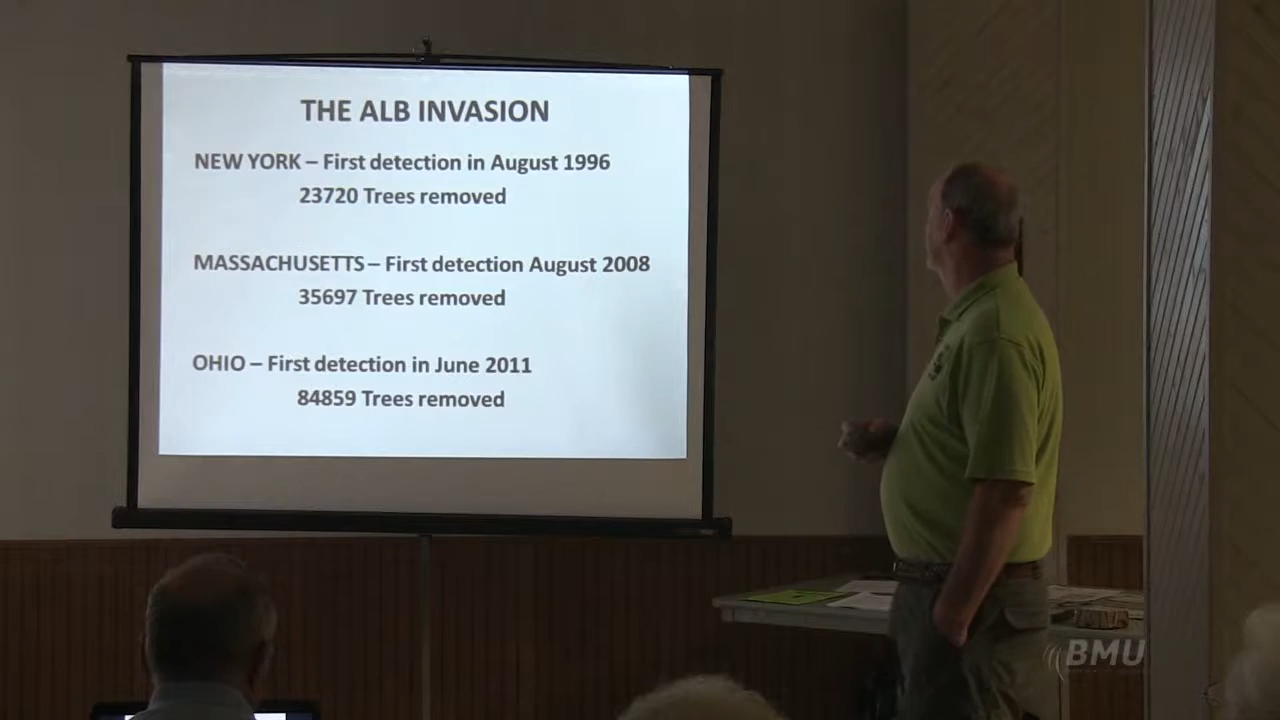 THE ALB INVASION
NEW YORK – First detection in August 1996
23720 Trees removed
MASSACHUSETTS – First detection August 2008
35697 Trees removed
OHIO – First detection in June 2011
84859 Trees removed
BMU